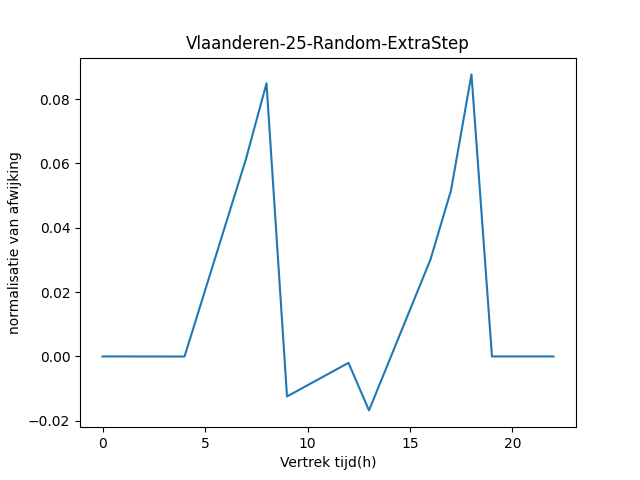 Vlaanderen-25-Random-ExtraStep
normalisatie van afwijking
0.08
0.06
0.04
0.02
0.00
−0.02
0 5 10 15 20
Vertrek tijd(h)